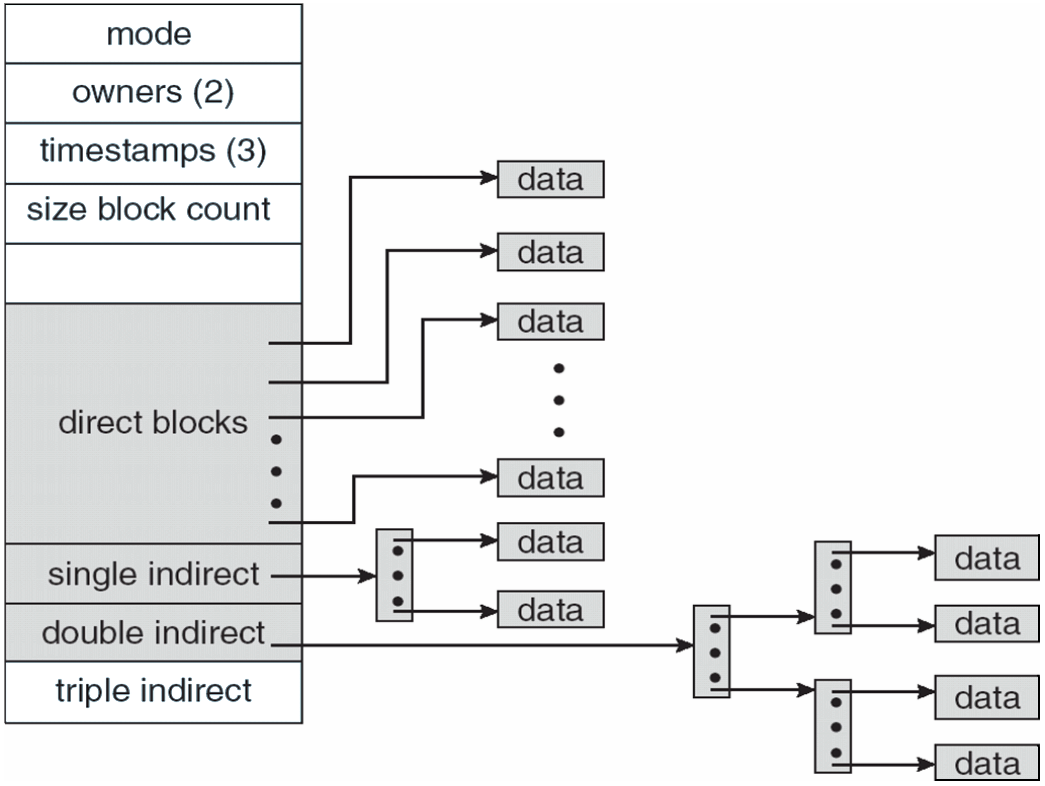 mode
owners (2)
timestamps (3)
size block count
direct blocks
single indirect
double indirect
triple indirect
data
data
data
data
data
data
data
data
data
data